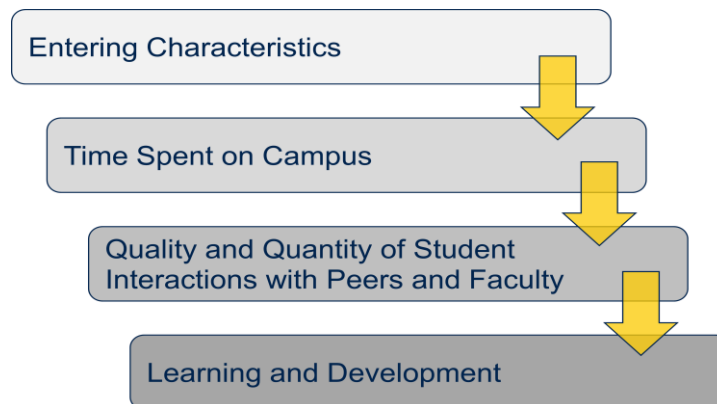 Entering Characteristics
Time Spent on Campus
Quality and Quantity of Student
Interactions with Peers and Faculty
Learning and Development